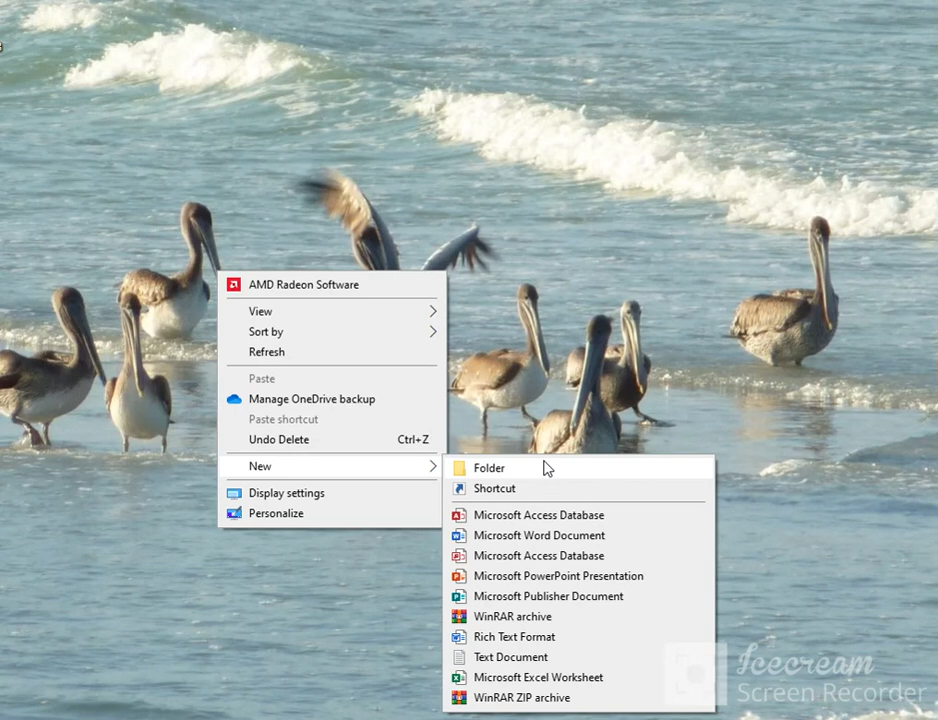 AMD Radeon Software
View
Sort by
Refresh
Paste
Manage OneDrive backup
Paste shortcut
Undo Delete Ctrl+Z
New
Display settings
Personalize
Folder
Shortcut
Microsoft Access Database
Microsoft Word Document
Microsoft Access Database
Microsoft PowerPoint Presentation
Microsoft Publisher Document
WinRAR archive
Rich Text Format
Text Document
Microsoft Excel Worksheet
WinRAR ZIP archive
Icecream
Screen Recorder